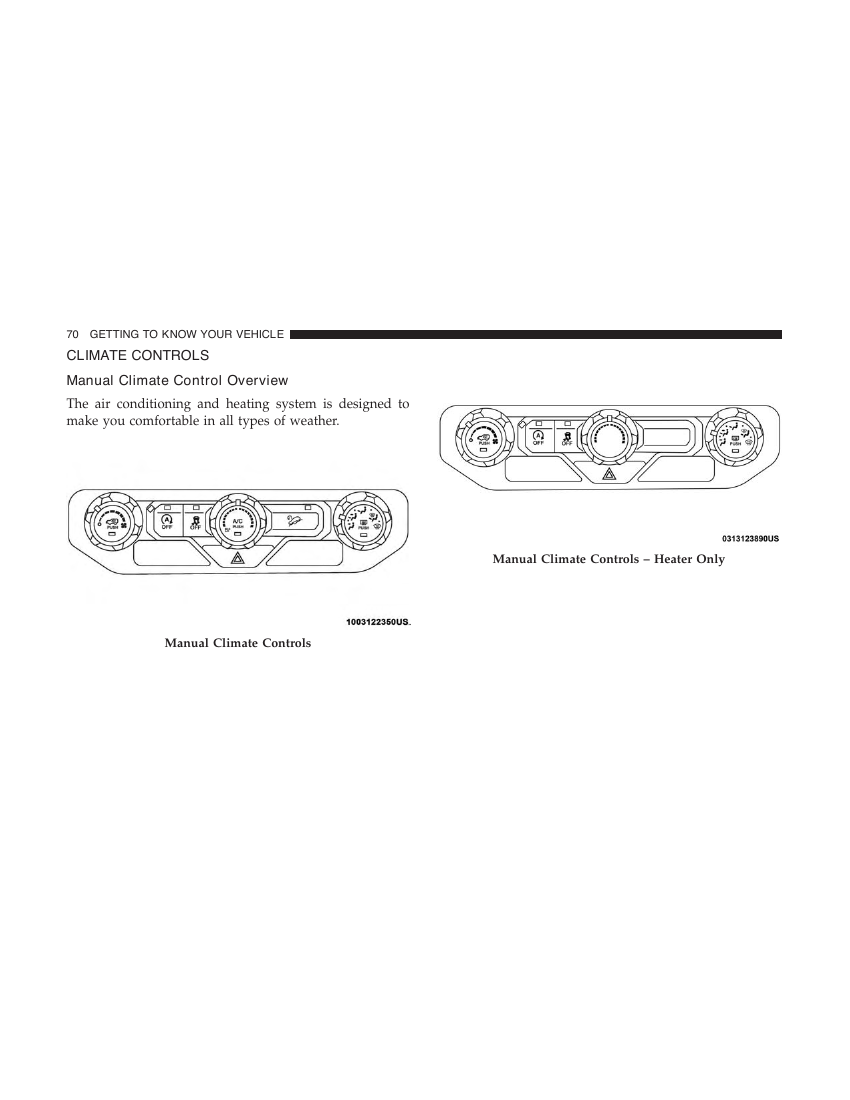 70 GETTING TO KNOW YOUR VEHICLE
CLIMATE CONTROLS
Manual Climate Control Overview
The air conditioning and heating system is designed to
make you comfortable in all types of weather.
A OFF OFF
PUSH
A/C
PUSH
PUSH
1003122350US.
Manual Climate Controls
A OFF OFF
PUSH
PUSH
0313123890US
Manual Climate Controls – Heater Only